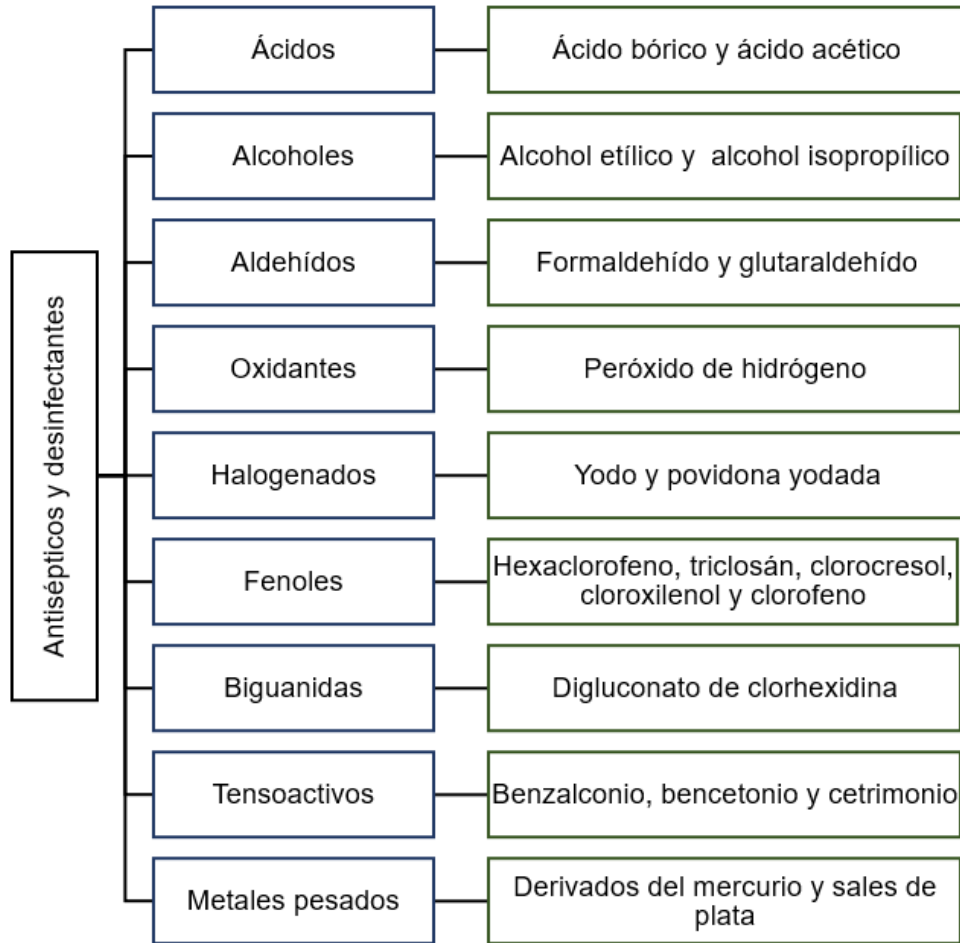 Antisépticos y desinfectantes
Ácidos
Ácido bórico y ácido acético
Alcoholes
Alcohol etílico y alcohol isopropílico
Aldehídos
Formaldehído y glutaraldehído
Oxidantes
Peróxido de hidrógeno
Halogenados
Yodo y povidona yodada
Fenoles
Hexaclorofeno, triclosán, clorocresol,
cloroxilenol y clorofeno
Biguanidas
Digluconato de clorhexidina
Tensoactivos
Benzalconio, bencetonio y cetrimonio
Metales pesados
Derivados del mercurio y sales de
plata